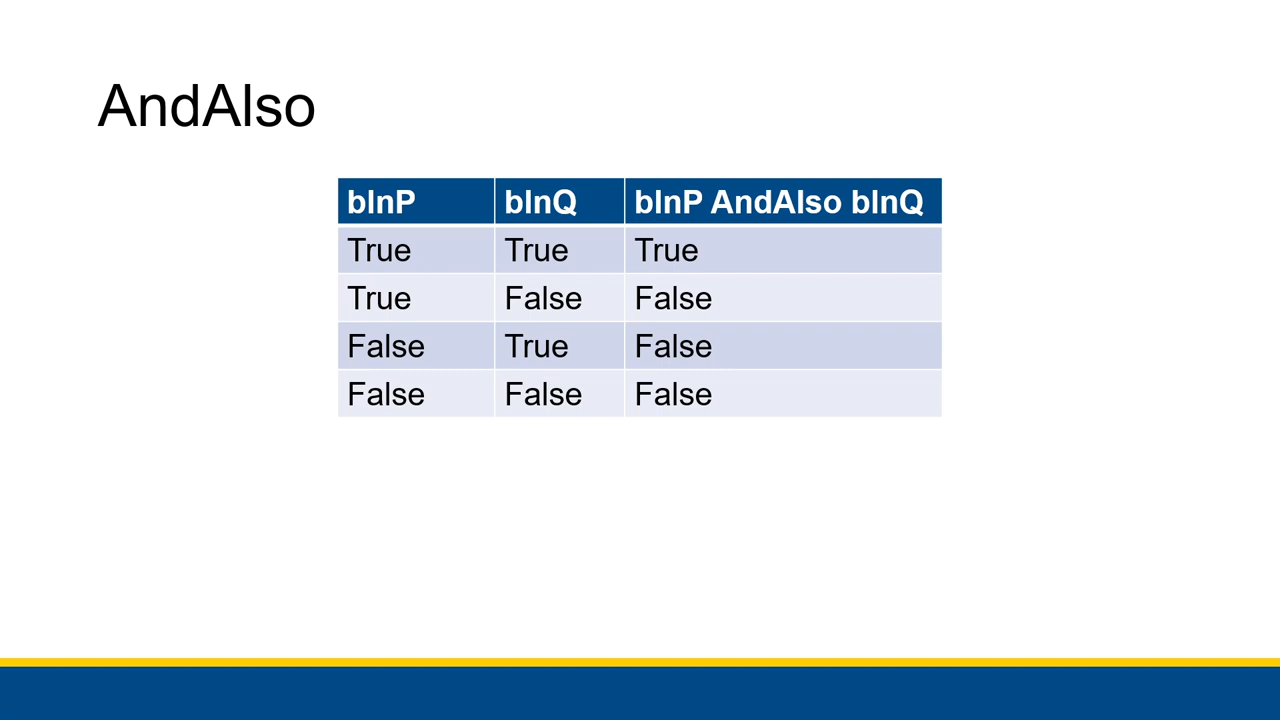 AndAlso
blnP blnQ blnP AndAlso blnQ
True True True
True False False
False True False
False False False